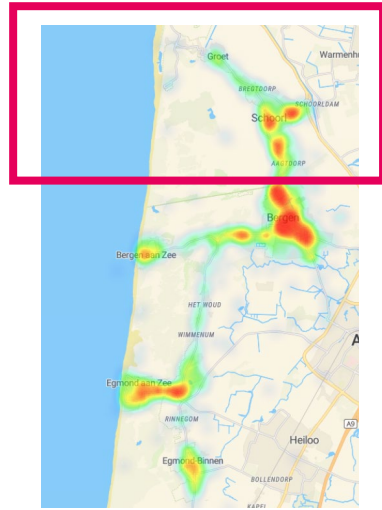 Groet
Warmenh
BREGTDORP
SCHOORLDAM
Schoorl
AAGTDORP
Bergen
Bergen aan Zee
HET WOUD
WIMMENUM
A
Egmond aan Zee
RINNEGOM
A9
Heiloo
Egmond Binnen
BOLLENDORP
KAPEL